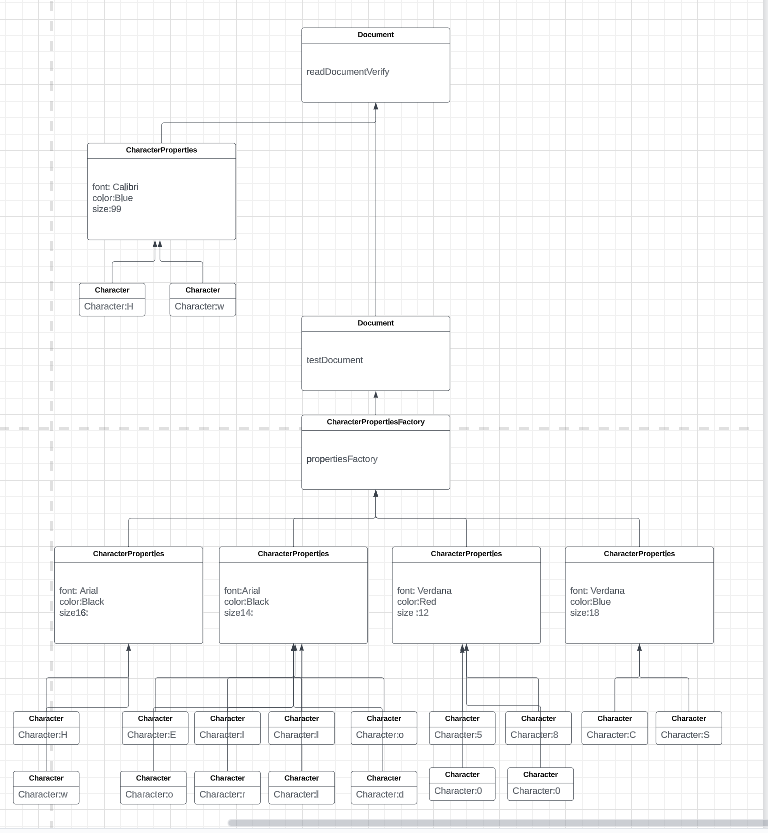 Document
readDocumentVerify
CharacterProperties
font: Calibri
color:Blue
size:99
Character
Character:H
Character
Character:w
Document
testDocument
CharacterPropertiesFactory
propertiesFactory
CharacterProperties
font: Arial
color:Black
size16:
CharacterProperties
font:Arial
color:Black
size14:
CharacterProperties
font: Verdana
color:Red
size :12
CharacterProperties
font: Verdana
color:Blue
size:18
Character
Character:H
Character
Character:E
Character
Character:l
Character
Character:l
Character
Character:o
Character
Character:5
Character
Character:8
Character
Character:C
Character
Character:S
Character
Character:w
Character
Character:o
Character
Character:r
Character
Character:l
Character
Character:d
Character
Character:0
Character
Character:0